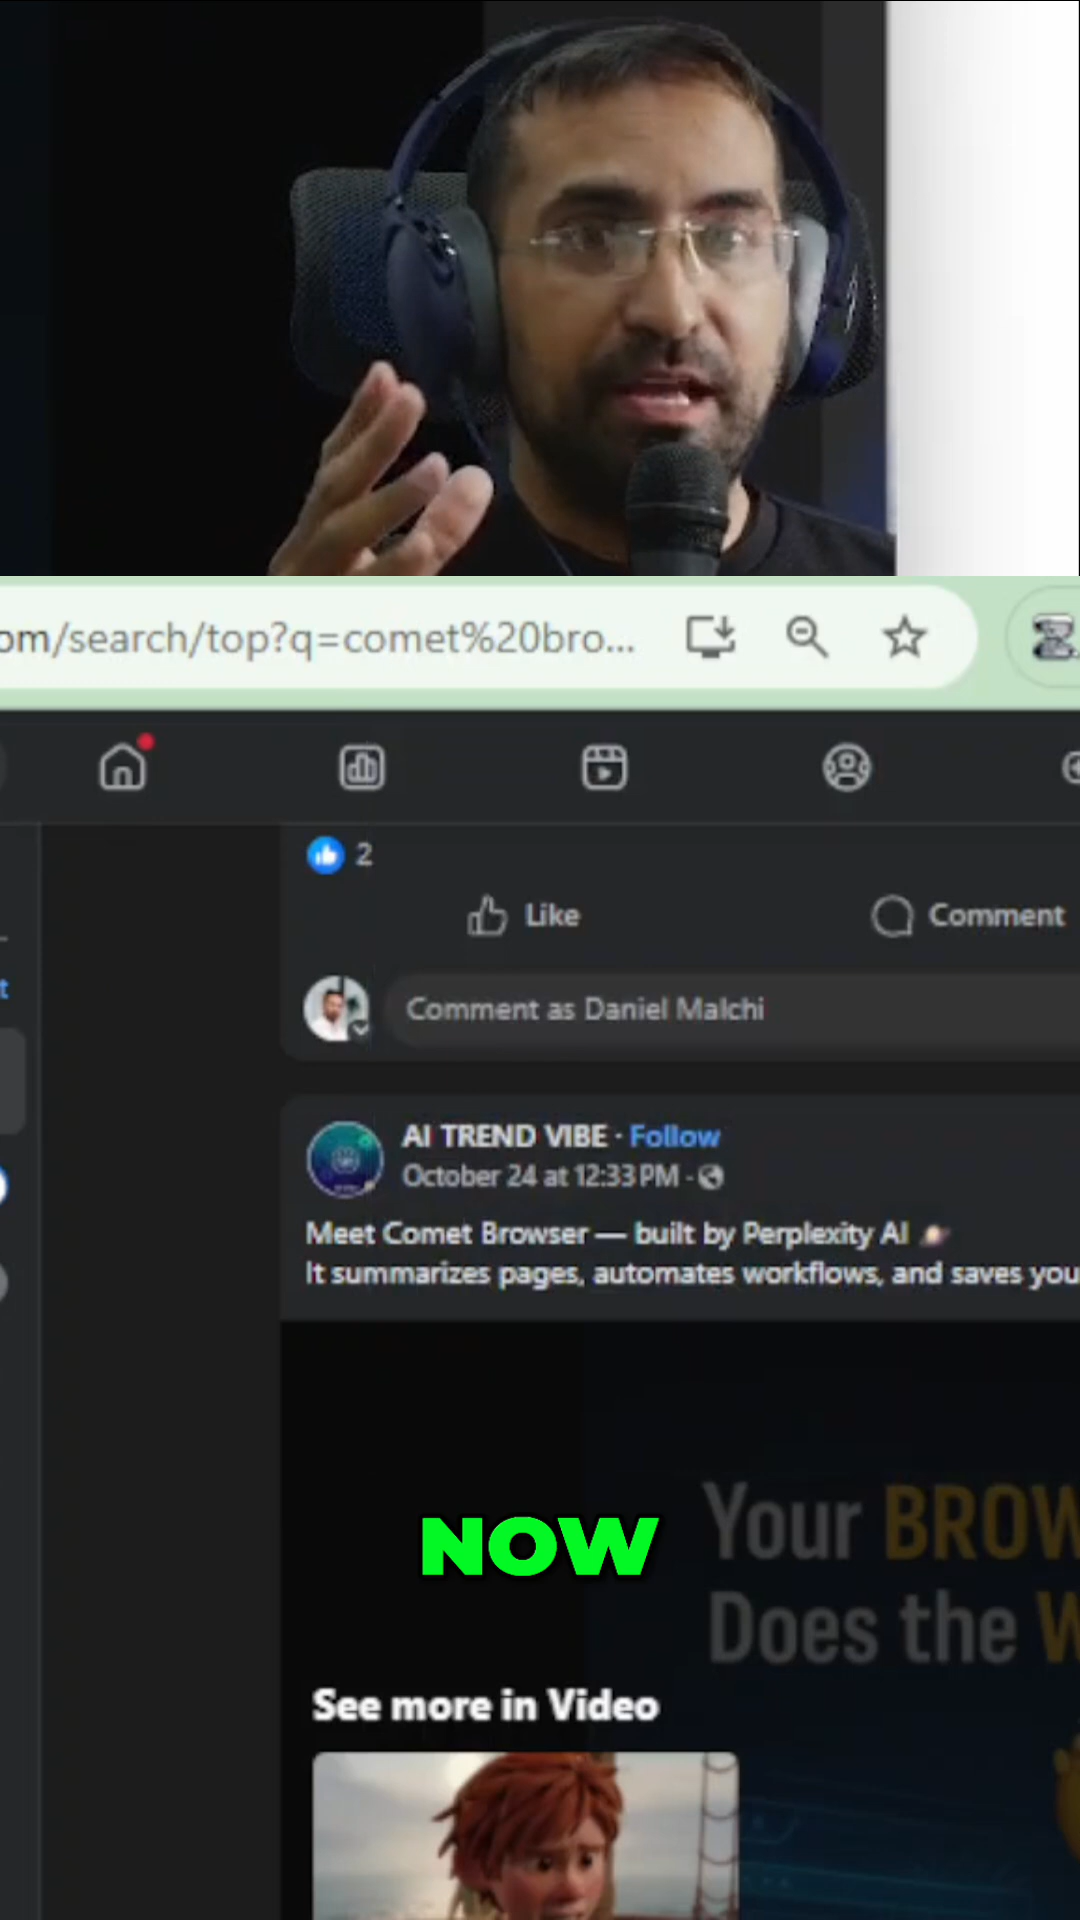 om/search/top?q=comet%20bro...
2
Like
Comment
Comment as Daniel Malchi
AI TREND VIBE · Follow
October 24 at 12:33 PM ·
Meet Comet Browser — built by Perplexity AI 🪐
It summarizes pages, automates workflows, and saves you
Your BROW
NOW
Does the W
See more in Video